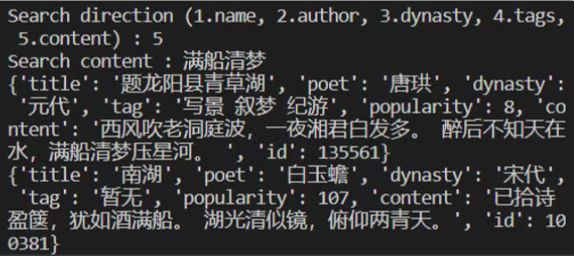 Search direction (1.name, 2.author, 3.dynasty, 4.tags,
 5.content) : 5
Search content : 满船清梦
{'title': '题龙阳县青草湖', 'poet': '唐珙', 'dynasty':
 '元代', 'tag': '写景 叙梦 纪游', 'popularity': 8, 'co
ntent': '西风吹老洞庭波，一夜湘君白发多。 醉后不知天在
水，满船清梦压星河。 ', 'id': 135561}
{'title': '南湖', 'poet': '白玉蟾', 'dynasty': '宋代',
 'tag': '暂无', 'popularity': 107, 'content': '已拾诗
盈箧，犹如酒满船。 湖光清似镜，俯仰两青天。', 'id': 10
0381}